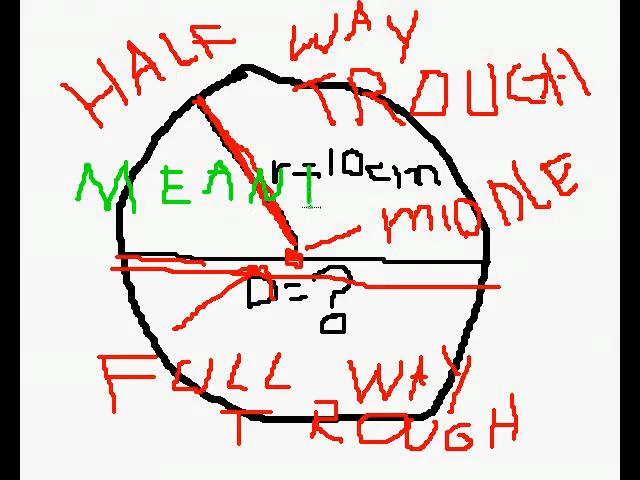 HALF WAY
TROUGH
r=10cm
MEANT
MIDDLE
D=?
FULL WAY
TROUGH